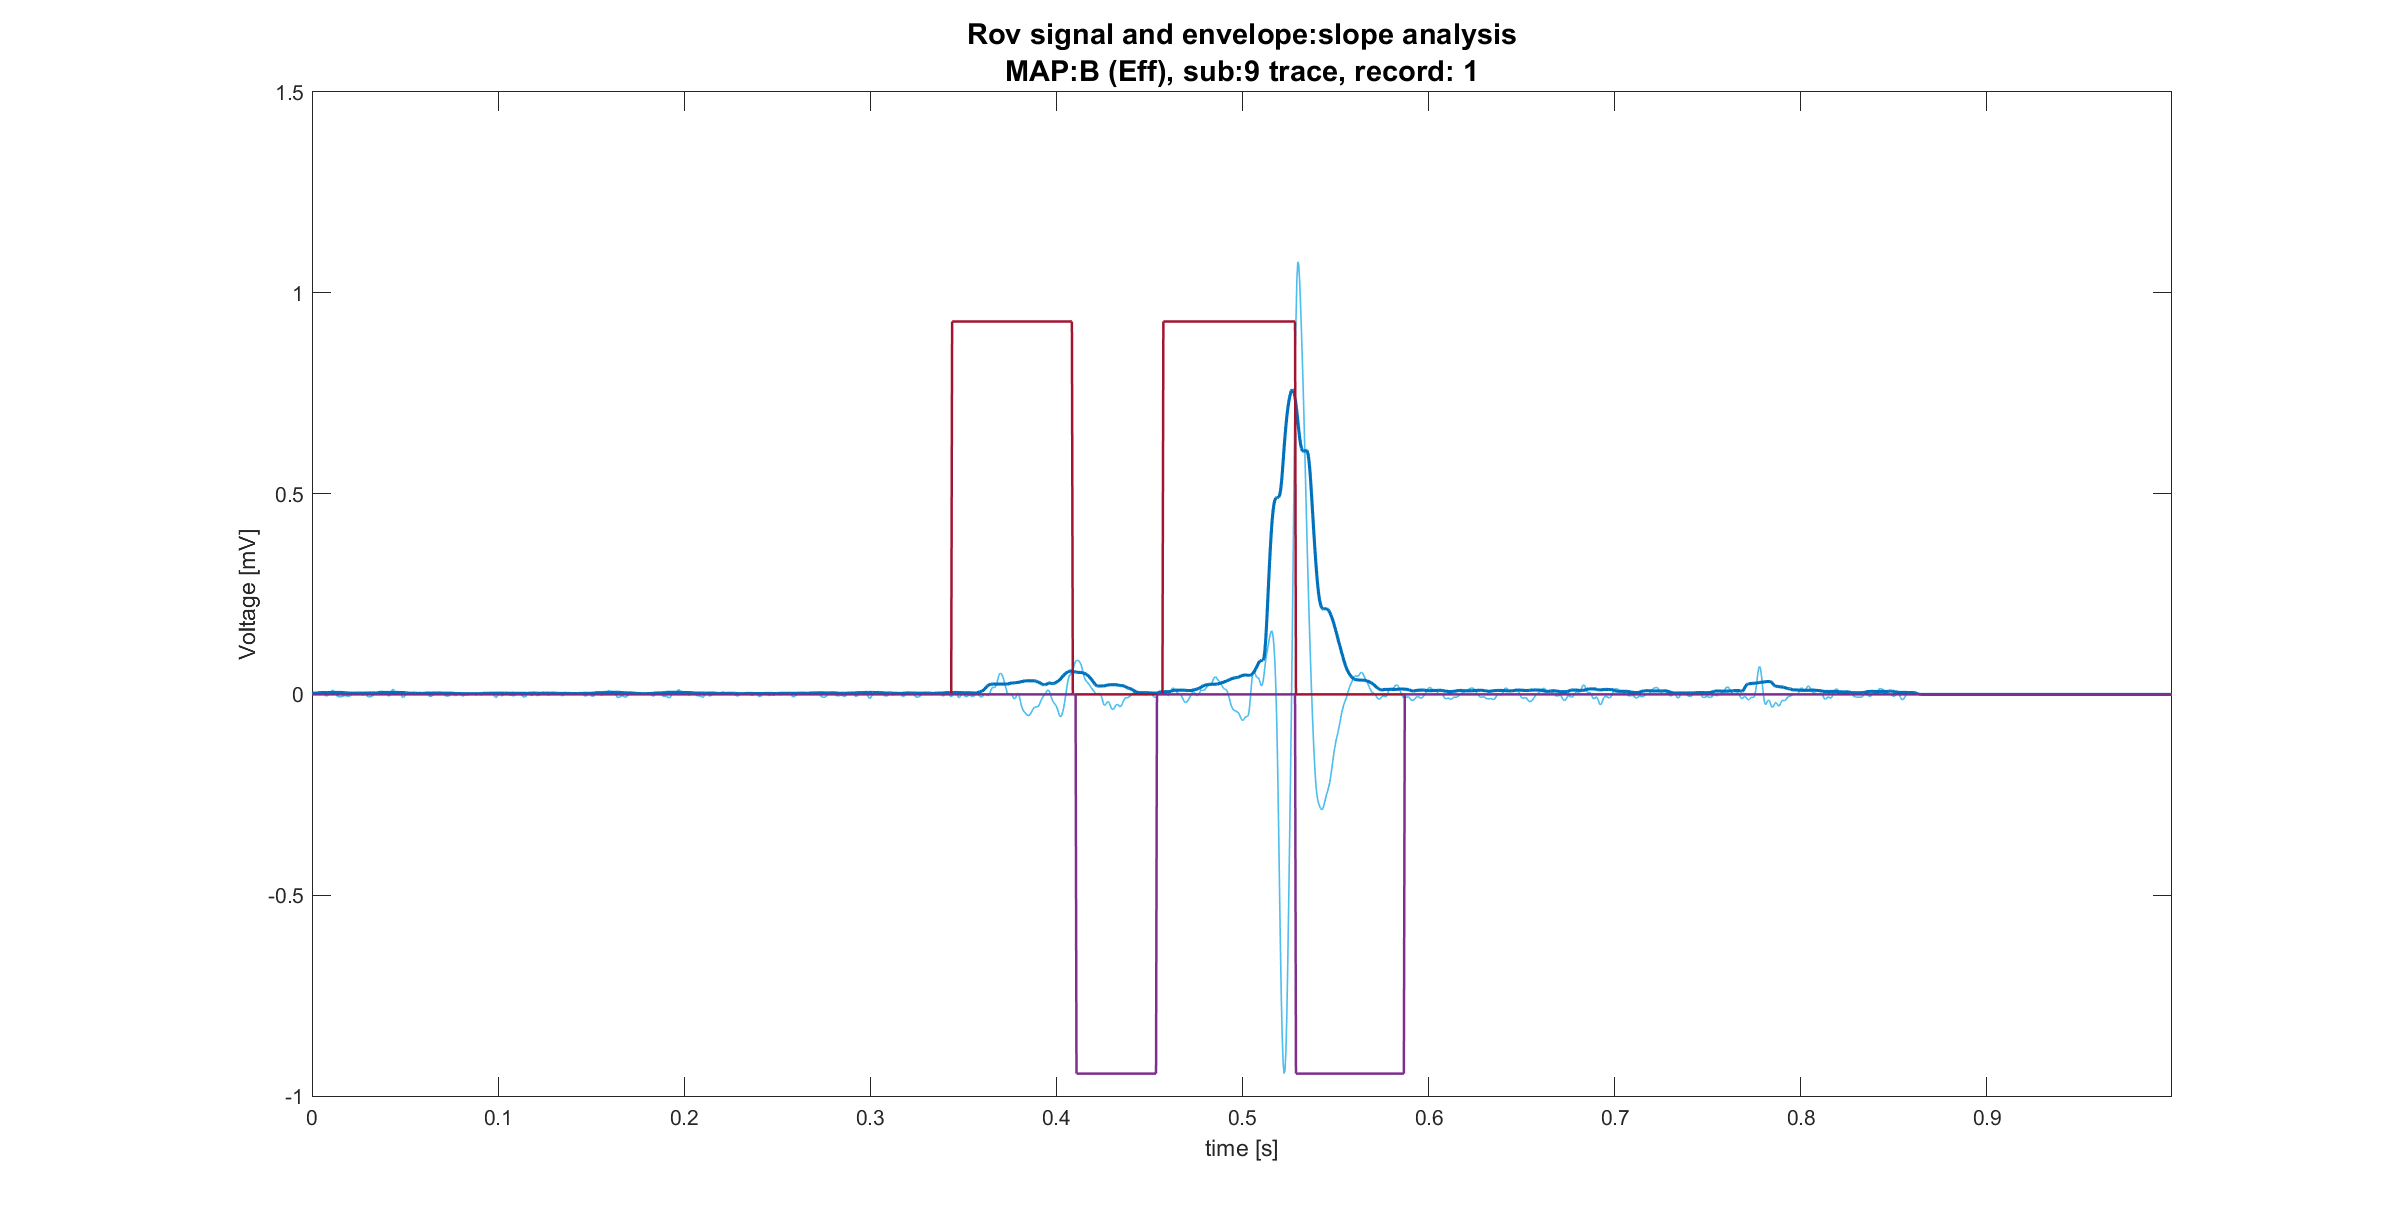 Rov signal and envelope:slope analysis
MAP:B (Eff), sub:9 trace, record: 1
1.5
1
0.5
0
-0.5
-1
Voltage [mV]
0 0.1 0.2 0.3 0.4 0.5 0.6 0.7 0.8 0.9
time [s]